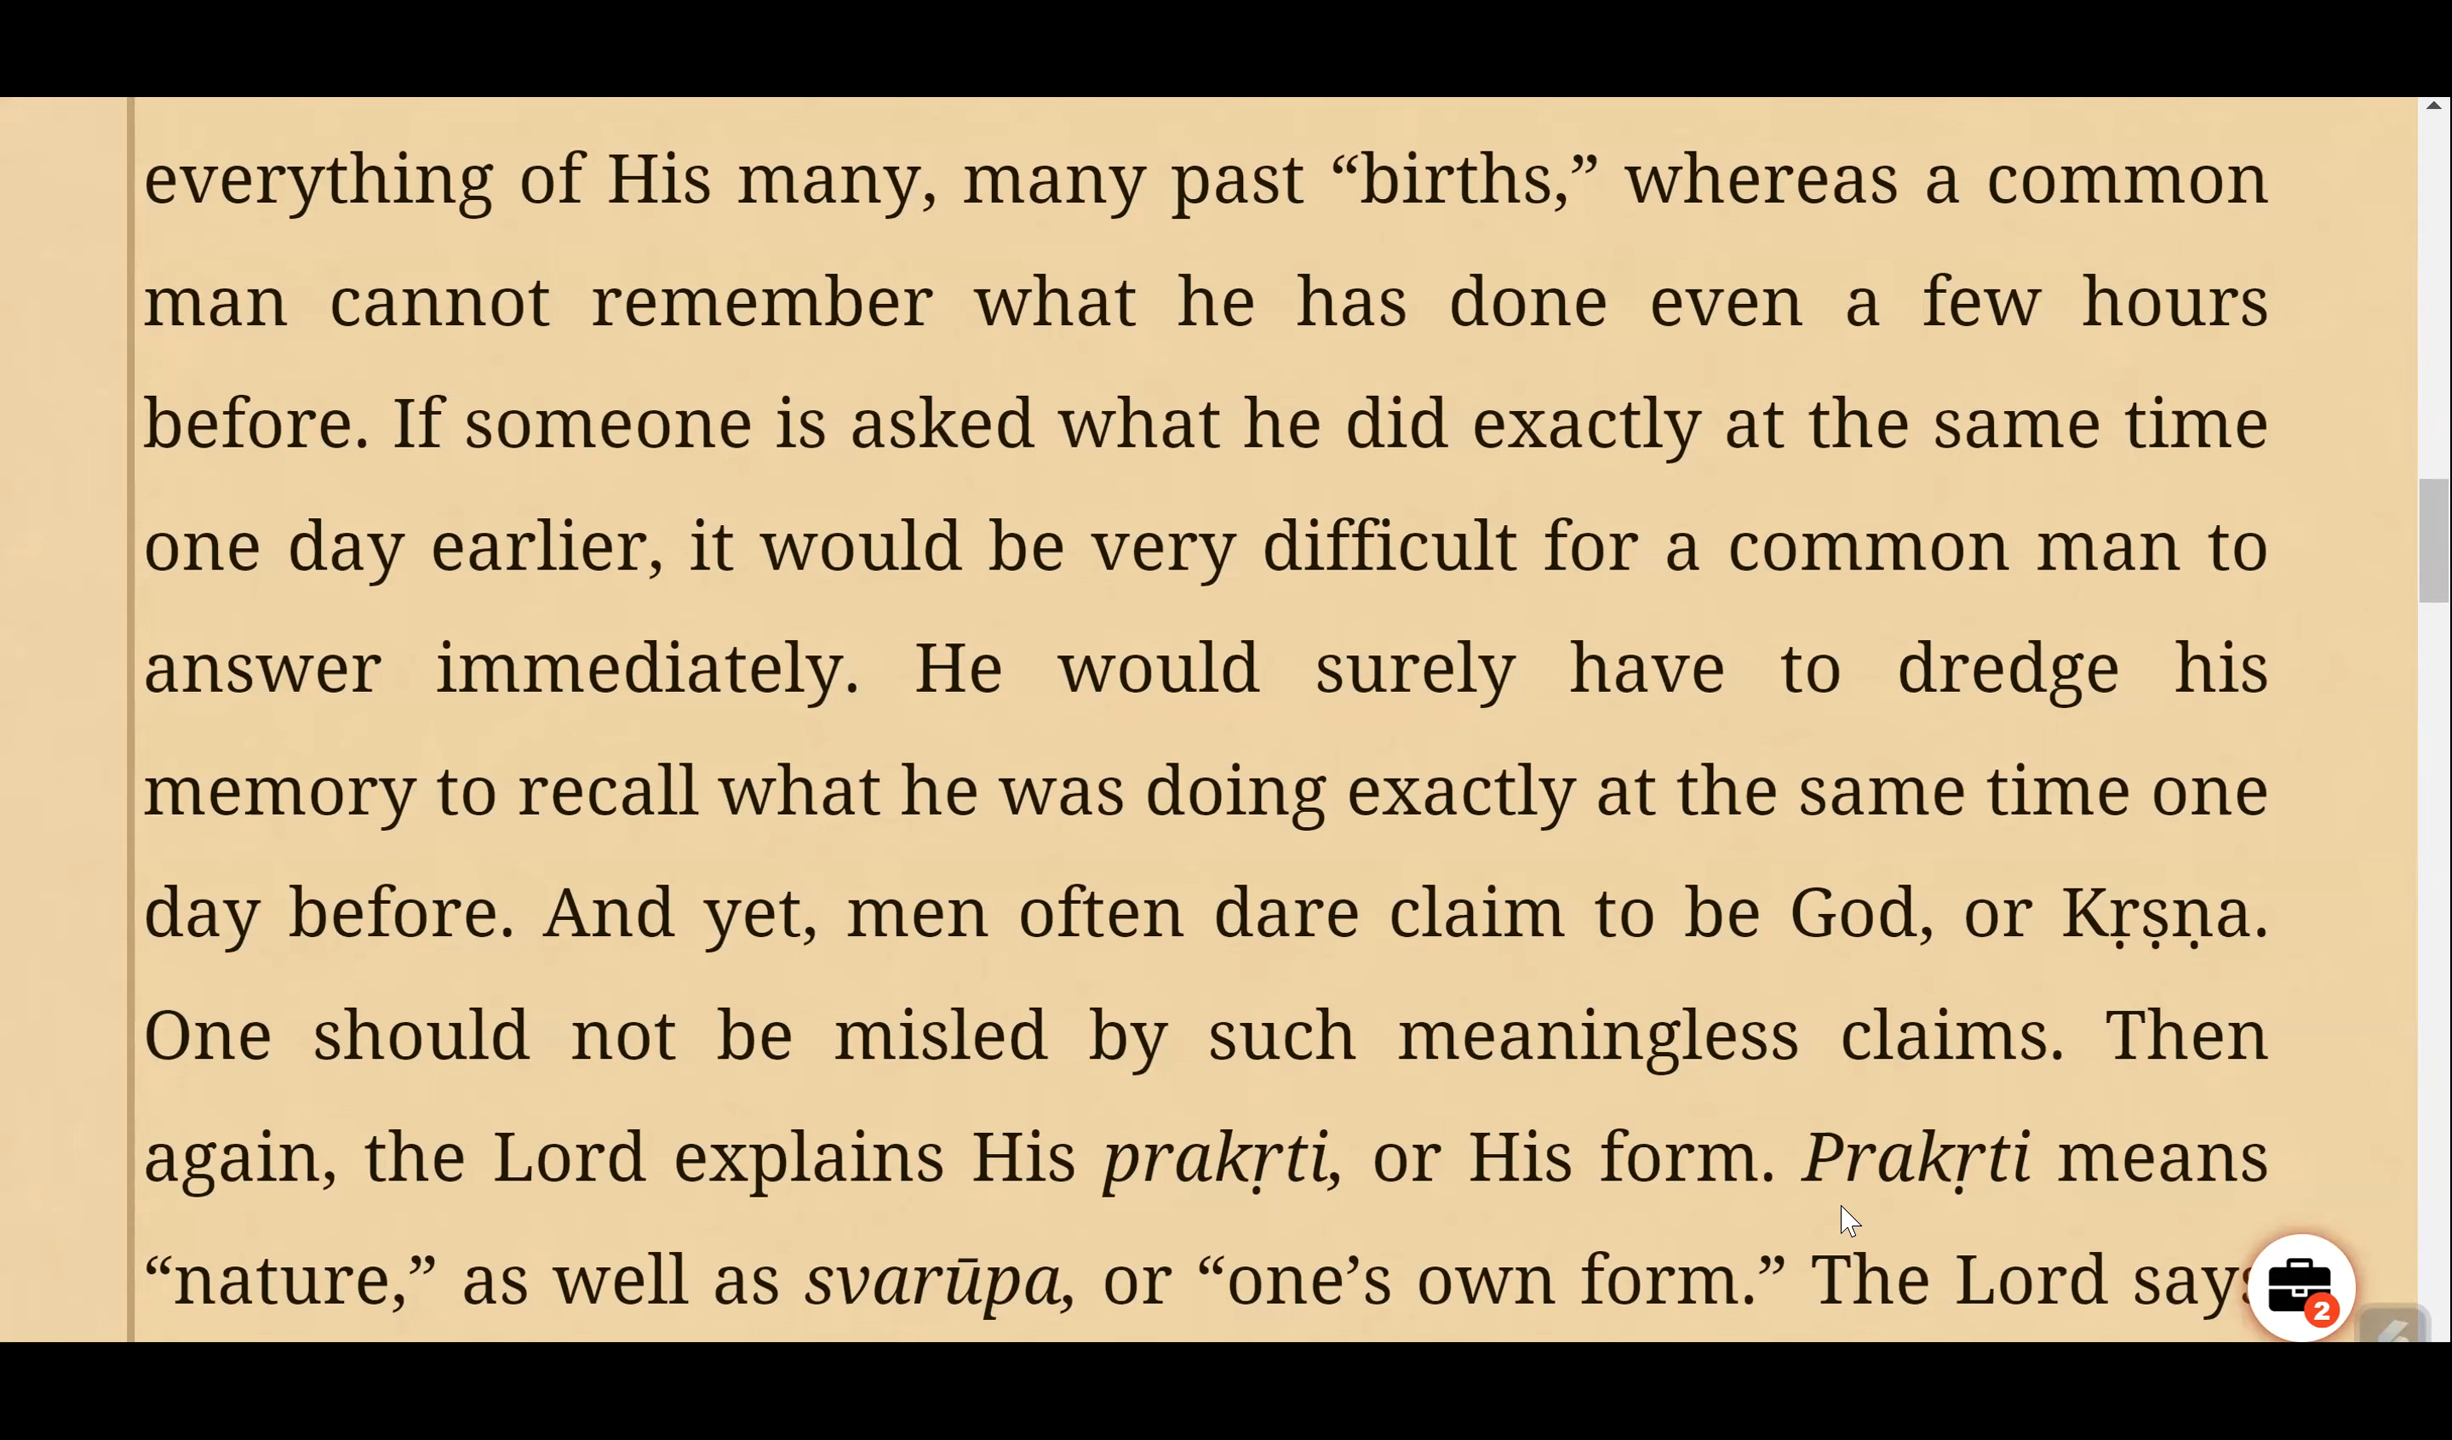 everything of His many, many past “births,” whereas a common
man cannot remember what he has done even a few hours
before. If someone is asked what he did exactly at the same time
one day earlier, it would be very difficult for a common man to
answer immediately. He would surely have to dredge his
memory to recall what he was doing exactly at the same time one
day before. And yet, men often dare claim to be God, or Kṛṣṇa.
One should not be misled by such meaningless claims. Then
again, the Lord explains His prakṛti, or His form. Prakṛti means
“nature,” as well as svarūpa, or “one’s own form.” The Lord says
2